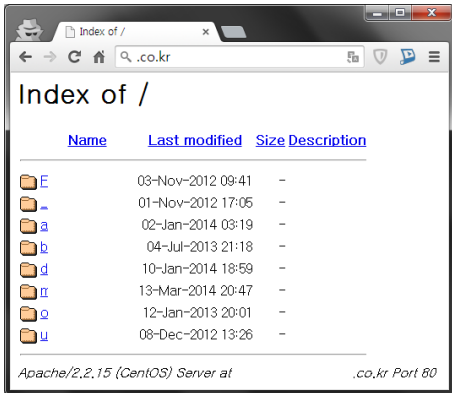 Index of /
.co.kr
Index of /
Name Last modified Size Description
F 03-Nov-2012 09:41 -
_ 01-Nov-2012 17:05 -
a 02-Jan-2014 03:19 -
b 04-Jul-2013 21:18 -
d 10-Jan-2014 18:59 -
m 13-Mar-2014 20:47 -
o 12-Jan-2013 20:01 -
u 08-Dec-2012 13:26 -
Apache/2.2.15 (CentOS) Server at .co.kr Port 80